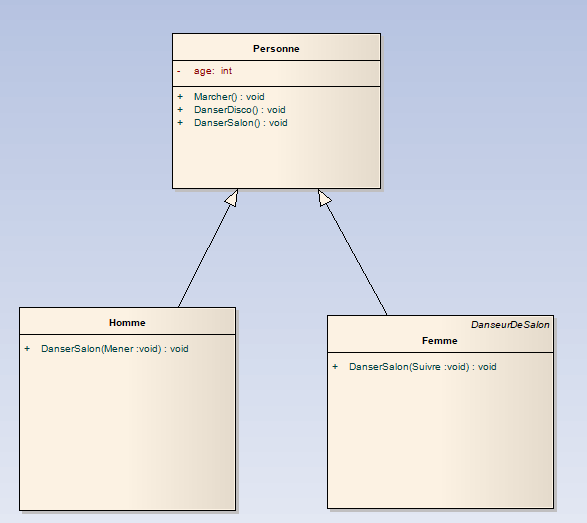 Personne
- age: int
+ Marcher() : void
+ DanserDisco() : void
+ DanserSalon() : void
Homme
+ DanserSalon(Mener :void) : void
DanseurDeSalon
Femme
+ DanserSalon(Suivre :void) : void